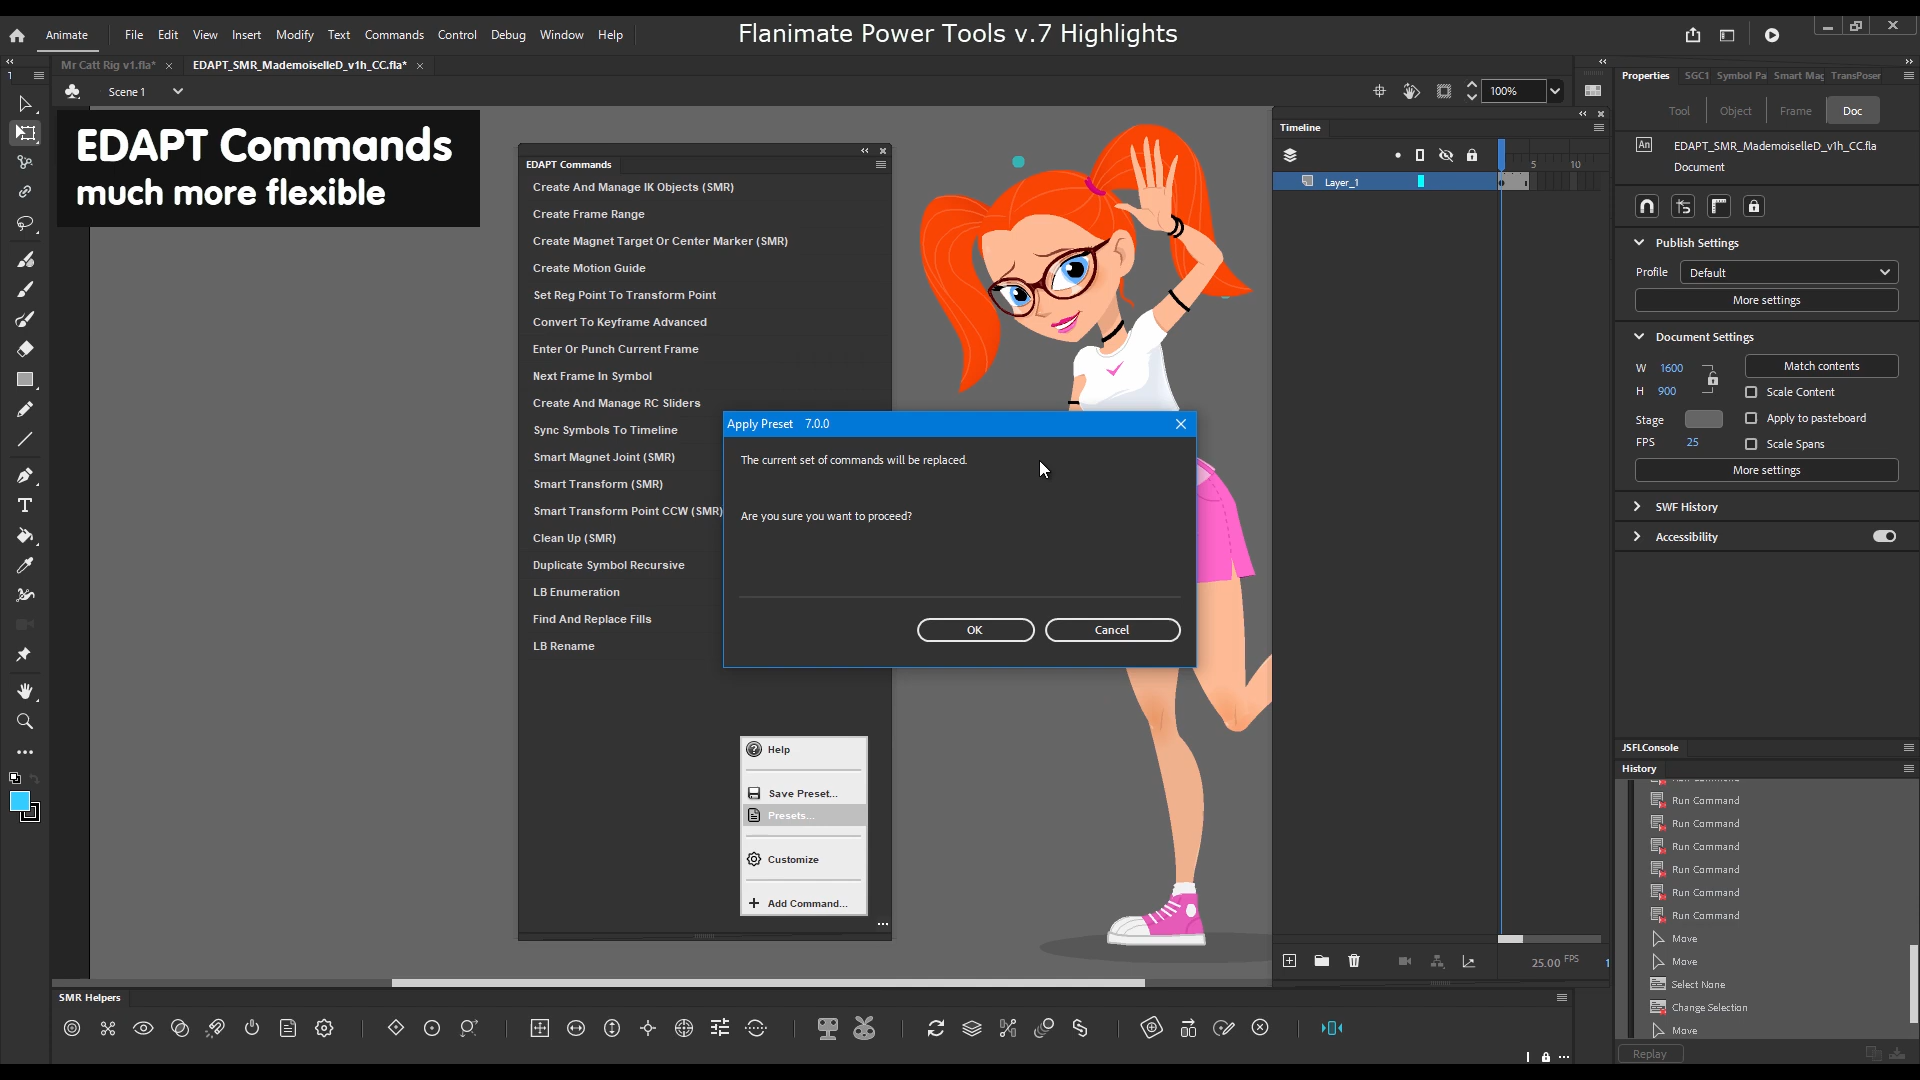 Flanimate Power Tools v.7 Highlights
Animate
File
Edit
View
Insert
Modify
Text
Commands
Control
Debug
Window
Help
Mr Catt Rig v1.fla*
EDAPT_SMR_MademoiselleD_v1h_CC.fla*
Scene 1
100%
EDAPT Commands
much more flexible
EDAPT Commands
Create And Manage IK Objects (SMR)
Create Frame Range
Create Magnet Target Or Center Marker (SMR)
Create Motion Guide
Set Reg Point To Transform Point
Convert To Keyframe Advanced
Enter Or Punch Current Frame
Next Frame In Symbol
Create And Manage RC Sliders
Sync Symbols To Timeline
Smart Magnet Joint (SMR)
Smart Transform (SMR)
Smart Transform Point CCW (SMR)
Clean Up (SMR)
Duplicate Symbol Recursive
LB Enumeration
Find And Replace Fills
LB Rename
Apply Preset 7.0.0
The current set of commands will be replaced.
Are you sure you want to proceed?
OK
Cancel
Help
Save Preset...
Presets...
Customize
Add Command...
Timeline
5
10
Layer_1
25.00 FPS
1
Properties
SGC1
Symbol Pa
Smart Mag
TransPoser
Tool
Object
Frame
Doc
An
EDAPT_SMR_MademoiselleD_v1h_CC.fla
Document
Publish Settings
Profile
Default
More settings
Document Settings
W 1600
H 900
Match contents
Scale Content
Stage
Apply to pasteboard
FPS 25
Scale Spans
More settings
SWF History
Accessibility
JSFLConsole
History
Run Command
Run Command
Run Command
Run Command
Run Command
Run Command
Move
Move
Select None
Change Selection
Move
Replay
SMR Helpers